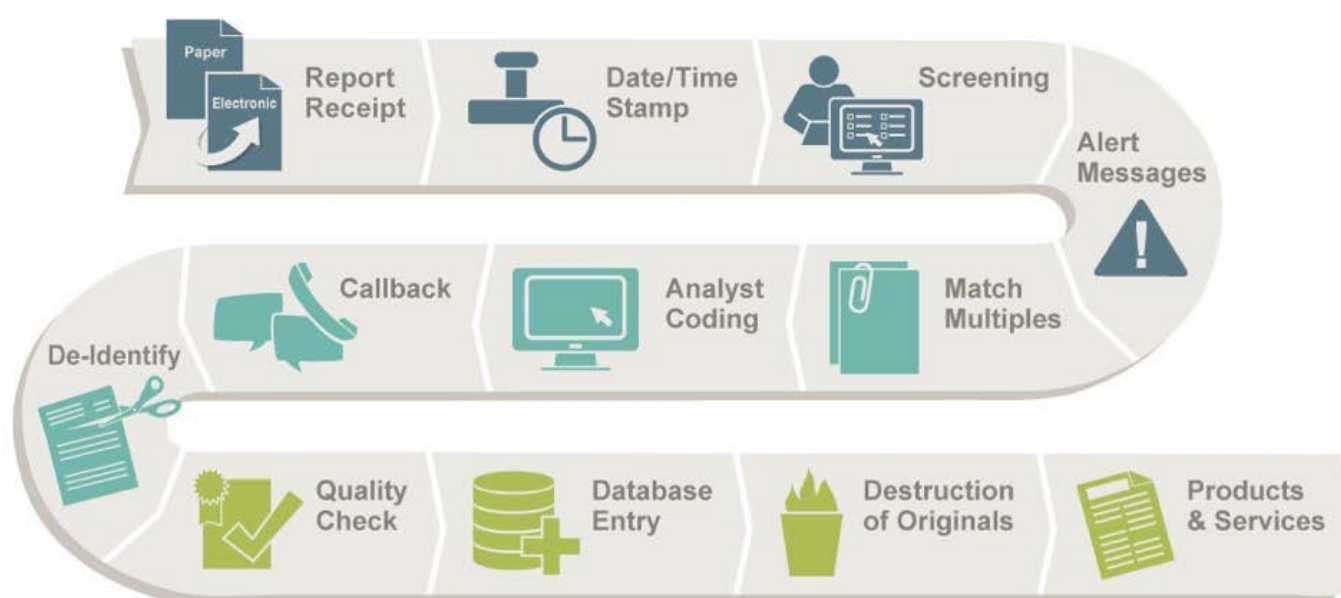 Paper
Electronic
Report
Receipt
Date/Time
Stamp
Screening
Alert
Messages
Match
Multiples
Analyst
Coding
Callback
De-Identify
Quality
Check
Database
Entry
Destruction
of Originals
Products
& Services